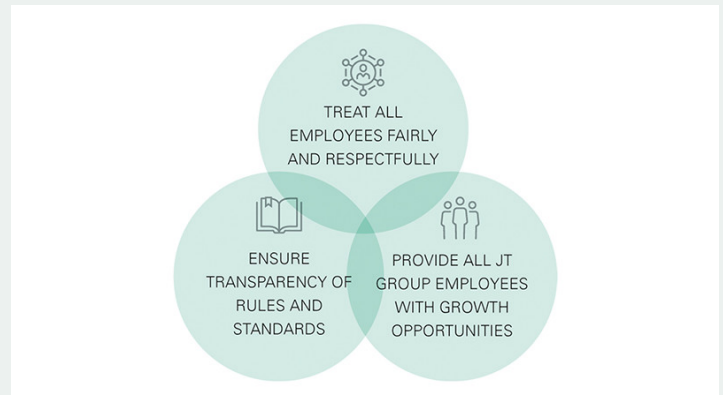 TREAT ALL
EMPLOYEES FAIRLY
AND RESPECTFULLY
ENSURE
TRANSPARENCY OF
RULES AND
STANDARDS
PROVIDE ALL JT
GROUP EMPLOYEES
WITH GROWTH
OPPORTUNITIES